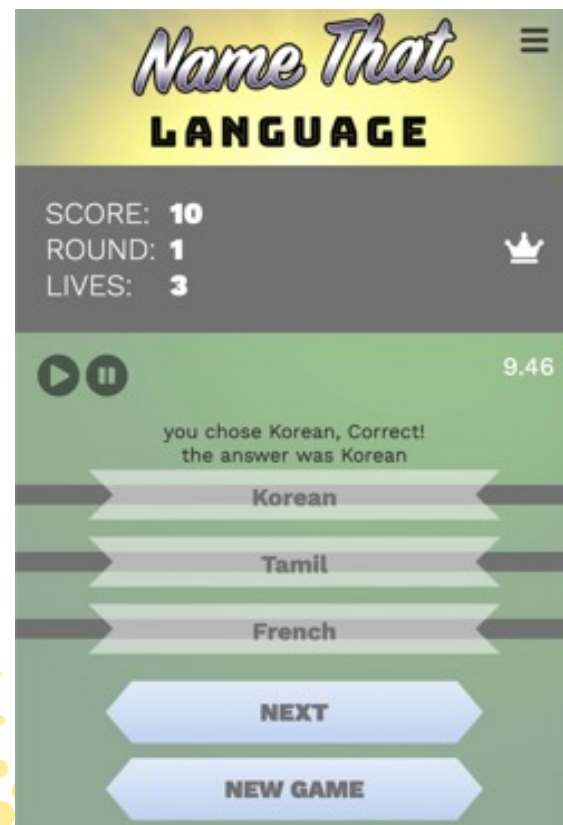 Name That
LANGUAGE
SCORE: 10
ROUND: 1
LIVES: 3
9.46
you chose Korean, Correct!
the answer was Korean
Korean
Tamil
French
NEXT
NEW GAME